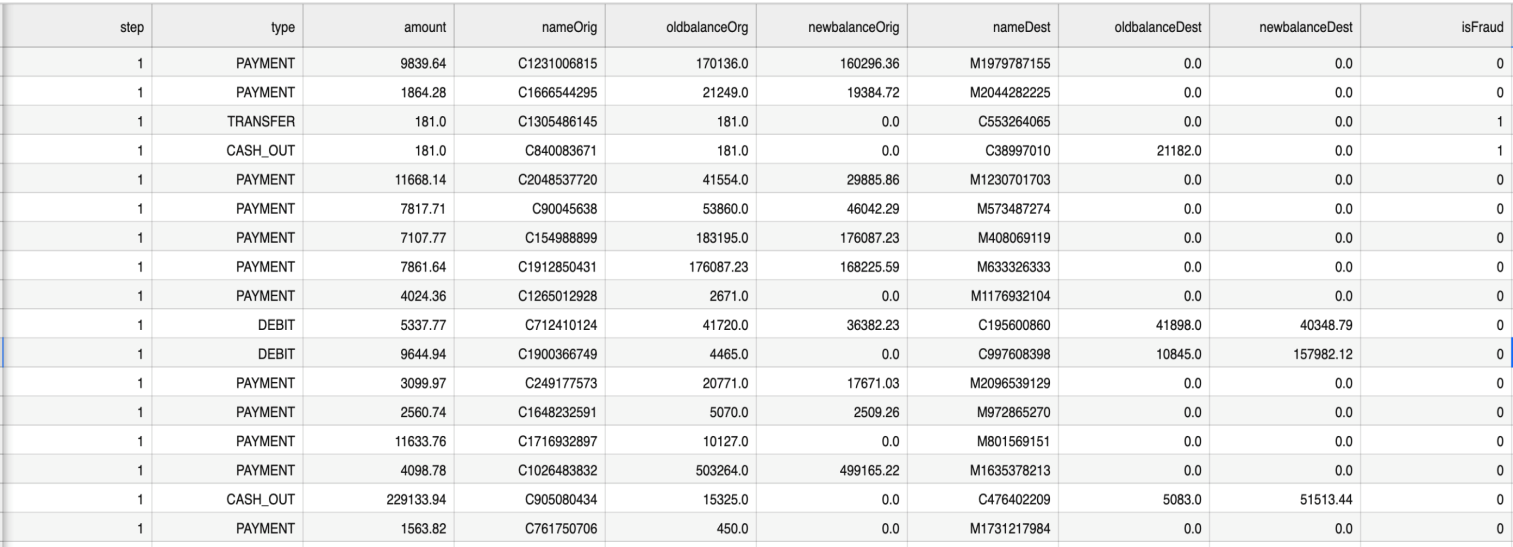 step type amount nameOrig oldbalanceOrg newbalanceOrig nameDest oldbalanceDest newbalanceDest isFraud
1 PAYMENT 9839.64 C1231006815 170136.0 160296.36 M1979787155 0.0 0.0 0
1 PAYMENT 1864.28 C1666544295 21249.0 19384.72 M2044282225 0.0 0.0 0
1 TRANSFER 181.0 C1305486145 181.0 0.0 C553264065 0.0 0.0 1
1 CASH_OUT 181.0 C840083671 181.0 0.0 C38997010 21182.0 0.0 1
1 PAYMENT 11668.14 C2048537720 41554.0 29885.86 M1230701703 0.0 0.0 0
1 PAYMENT 7817.71 C90045638 53860.0 46042.29 M573487274 0.0 0.0 0
1 PAYMENT 7107.77 C154988899 183195.0 176087.23 M408069119 0.0 0.0 0
1 PAYMENT 7861.64 C1912850431 176087.23 168225.59 M633326333 0.0 0.0 0
1 PAYMENT 4024.36 C1265012928 2671.0 0.0 M1176932104 0.0 0.0 0
1 DEBIT 5337.77 C712410124 41720.0 36382.23 C195600860 41898.0 40348.79 0
1 DEBIT 9644.94 C1900366749 4465.0 0.0 C997608398 10845.0 157982.12 0
1 PAYMENT 3099.97 C249177573 20771.0 17671.03 M2096539129 0.0 0.0 0
1 PAYMENT 2560.74 C1648232591 5070.0 2509.26 M972865270 0.0 0.0 0
1 PAYMENT 11633.76 C1716932897 10127.0 0.0 M801569151 0.0 0.0 0
1 PAYMENT 4098.78 C1026483832 503264.0 499165.22 M1635378213 0.0 0.0 0
1 CASH_OUT 229133.94 C905080434 15325.0 0.0 C476402209 5083.0 51513.44 0
1 PAYMENT 1563.82 C761750706 450.0 0.0 M1731217984 0.0 0.0 0